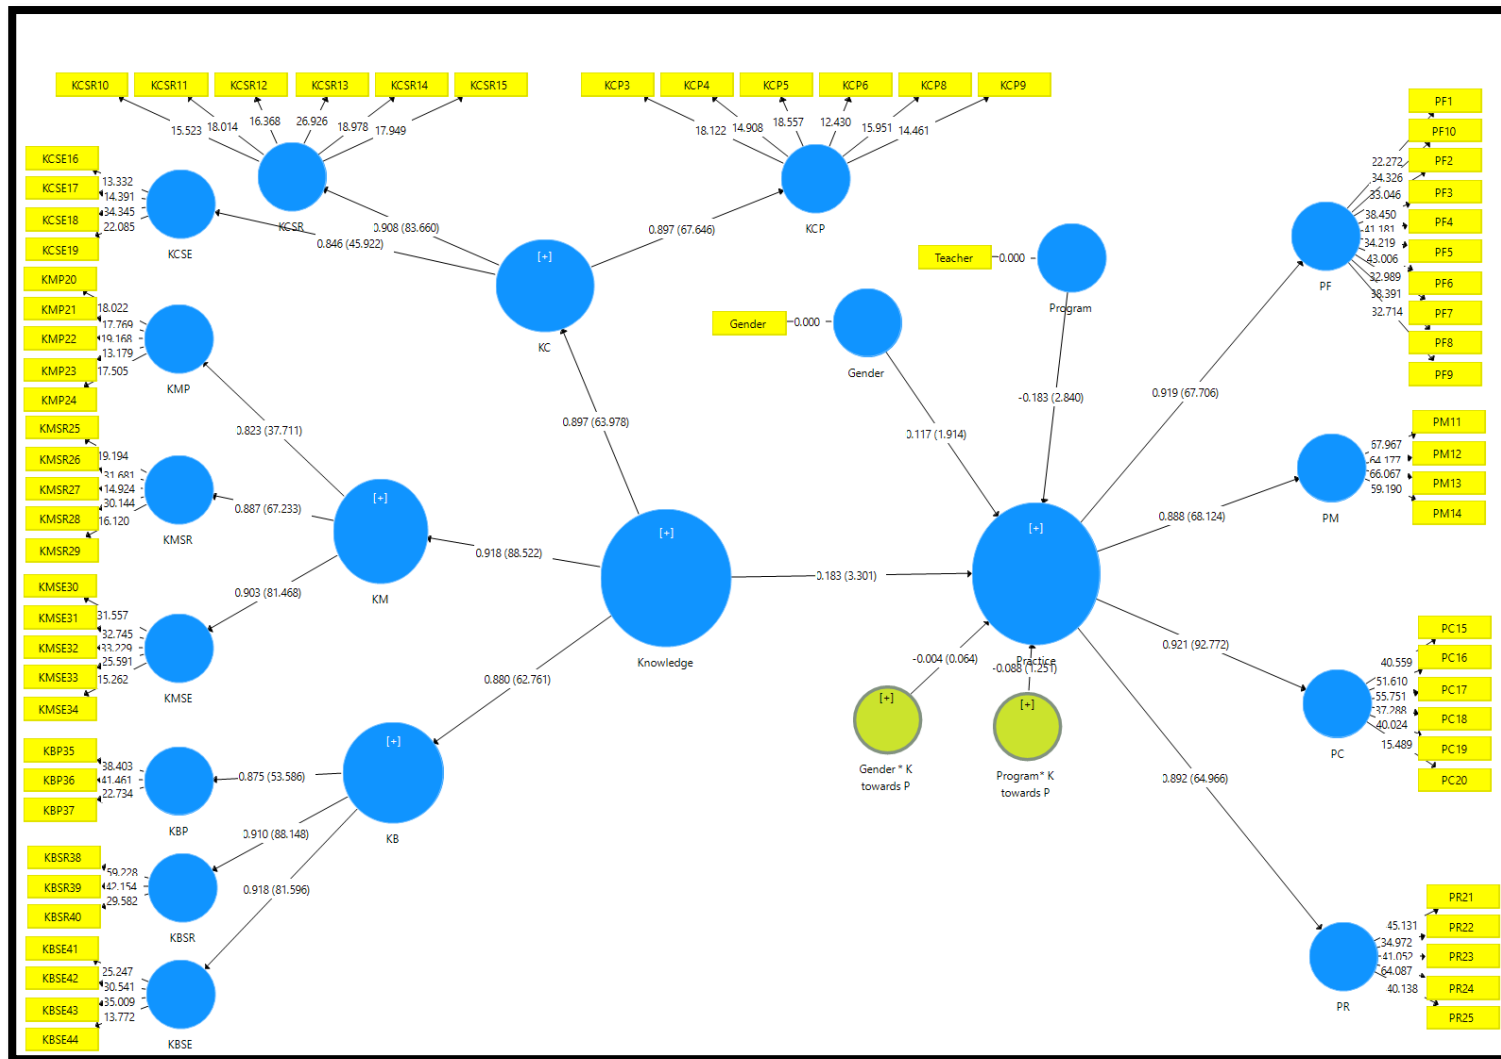 KCSR10
KCSR11
KCSR12
KCSR13
KCSR14
KCSR15
15.523
18.014
16.368
26.926
18.978
17.949
KCSR
KCP3
KCP4
KCP5
KCP6
KCP8
KCP9
18.122
14.908
18.557
12.430
15.951
14.461
KCP
KCSE16
KCSE17
KCSE18
KCSE19
13.332
14.391
34.345
22.085
KCSE
0.908 (83.660)
0.846 (45.922)
0.897 (67.646)
[+]
KC
KMP20
KMP21
KMP22
KMP23
KMP24
18.022
17.769
19.168
13.179
17.505
KMP
KMSR25
KMSR26
KMSR27
KMSR28
KMSR29
19.194
31.681
14.924
30.144
16.120
KMSR
KMSE30
KMSE31
KMSE32
KMSE33
KMSE34
31.557
32.745
33.229
25.591
15.262
KMSE
0.823 (37.711)
0.887 (67.233)
0.903 (81.468)
[+]
KM
0.897 (63.978)
0.918 (88.522)
0.880 (62.761)
[+]
Knowledge
KBP35
KBP36
KBP37
38.403
41.461
22.734
KBP
KBSR38
KBSR39
KBSR40
59.228
42.154
29.582
KBSR
KBSE41
KBSE42
KBSE43
KBSE44
25.247
30.541
35.009
13.772
KBSE
0.875 (53.586)
0.910 (88.148)
0.918 (81.596)
[+]
KB
Teacher
0.000
Program
Gender
0.000
Gender
-0.183 (2.840)
0.117 (1.914)
0.183 (3.301)
[+]
Practice
-0.004 (0.064)
-0.088 (1.251)
[+]
Gender * K
towards P
[+]
Program* K
towards P
0.919 (67.706)
0.888 (68.124)
0.921 (92.772)
0.892 (64.966)
PF
22.272
34.326
33.046
38.450
41.181
34.219
43.006
32.989
38.391
32.714
PF1
PF10
PF2
PF3
PF4
PF5
PF6
PF7
PF8
PF9
PM
67.967
64.177
66.067
59.190
PM11
PM12
PM13
PM14
PC
40.559
51.610
55.751
37.288
40.024
15.489
PC15
PC16
PC17
PC18
PC19
PC20
PR
45.131
34.972
41.052
64.087
40.138
PR21
PR22
PR23
PR24
PR25